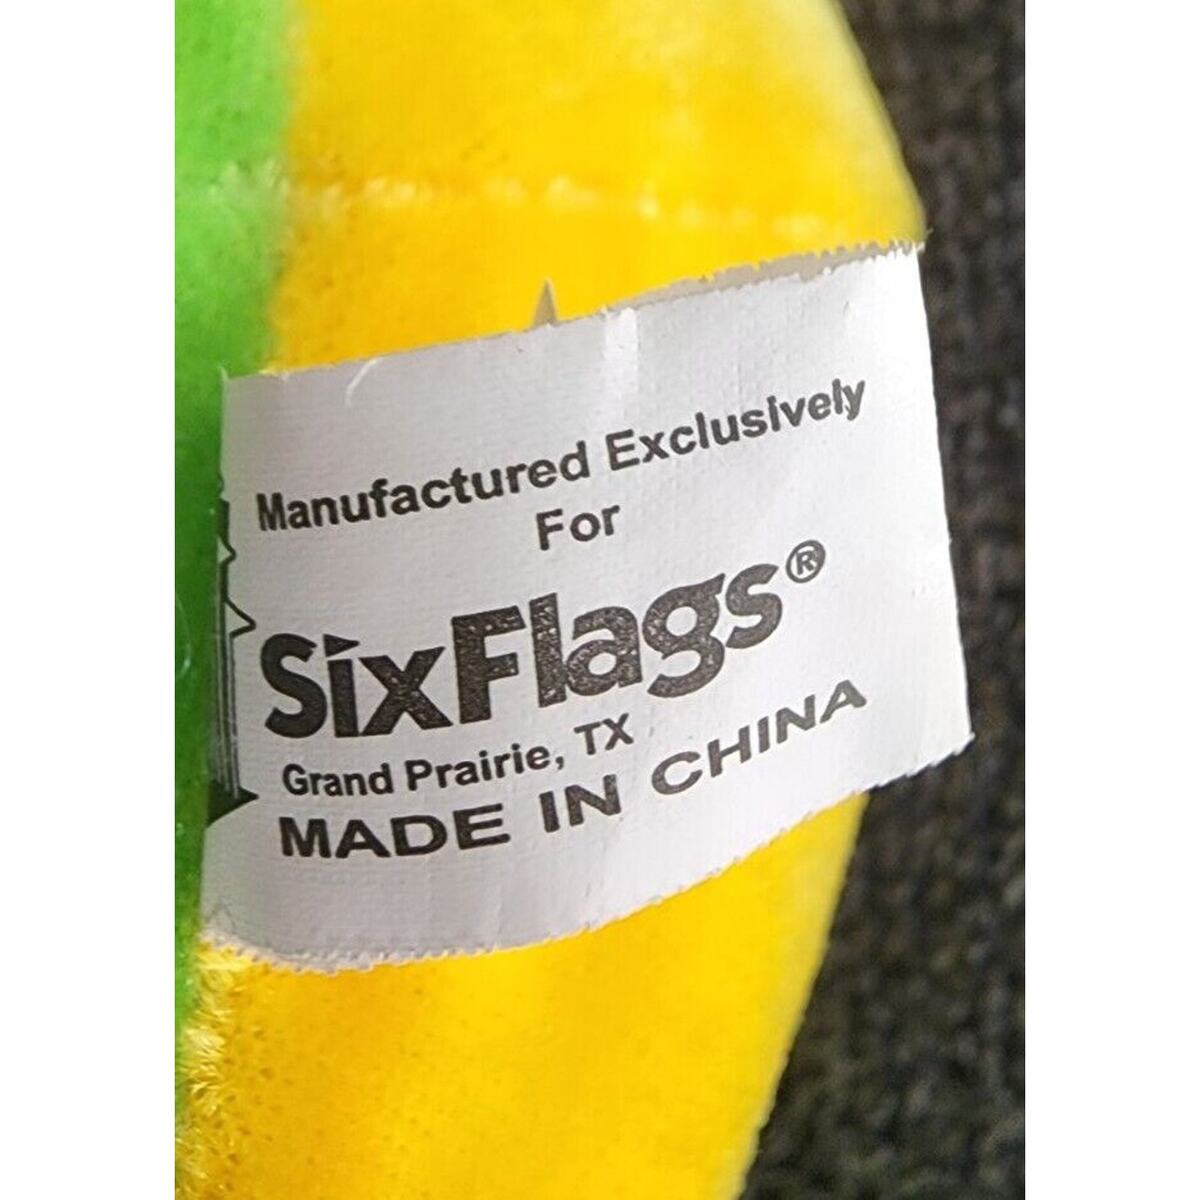 Manufactured Exclusively
For
SixFlags®
Grand Prairie, TX
MADE IN CHINA